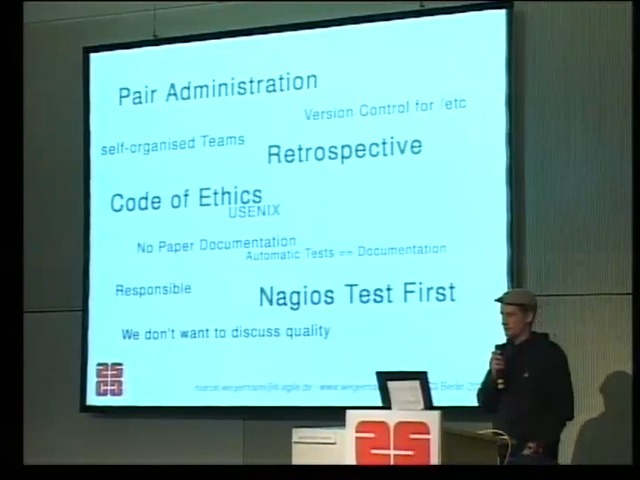 Pair Administration
Version Control for /etc
self-organised Teams
Retrospective
Code of Ethics
USENIX
No Paper Documentation
Automatic Tests == Documentation
Responsible
Nagios Test First
We don't want to discuss quality
Berlin